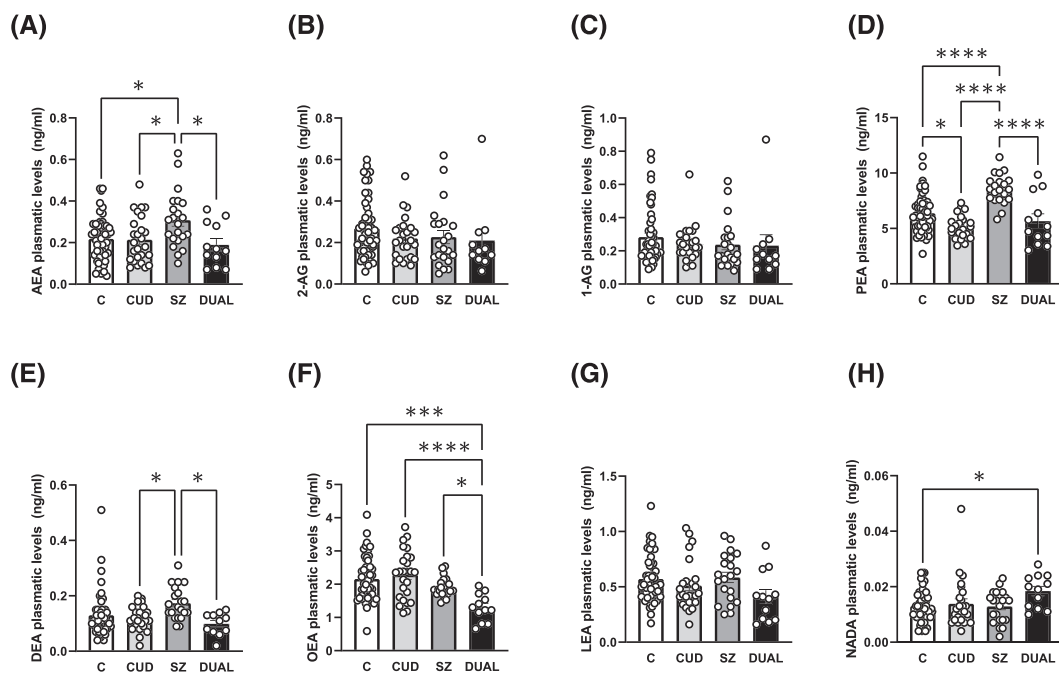 (A)
(B)
(C)
(D)
*
* *
AEA plasmatic levels (ng/ml)
0.8
0.6
0.4
0.2
0.0
C CUD SZ DUAL
2-AG plasmatic levels (ng/ml)
0.8
0.6
0.4
0.2
0.0
C CUD SZ DUAL
1-AG plasmatic levels (ng/ml)
1.0
0.8
0.6
0.4
0.2
0.0
C CUD SZ DUAL
****
****
* ****
PEA plasmatic levels (ng/ml)
15
10
5
0
C CUD SZ DUAL
(E)
(F)
(G)
(H)
* *
DEA plasmatic levels (ng/ml)
0.6
0.4
0.2
0.0
C CUD SZ DUAL
***
****
*
OEA plasmatic levels (ng/ml)
5
4
3
2
1
0
C CUD SZ DUAL
LEA plasmatic levels (ng/ml)
1.5
1.0
0.5
0.0
C CUD SZ DUAL
*
NADA plasmatic levels (ng/ml)
0.06
0.04
0.02
0.00
C CUD SZ DUAL